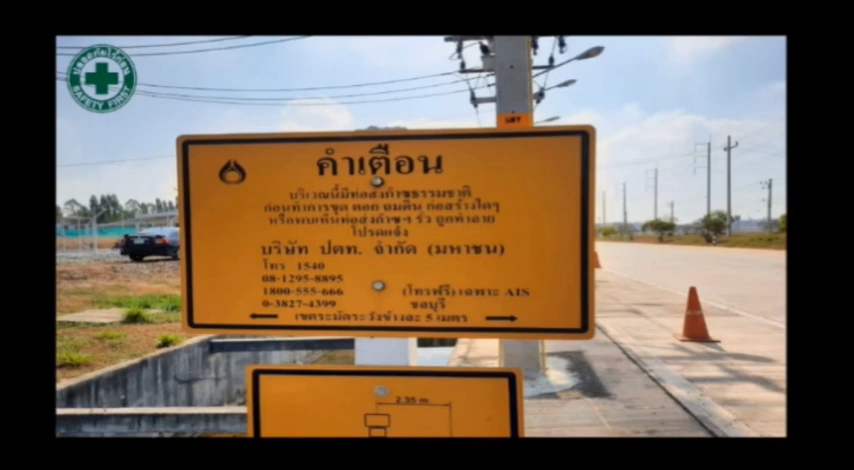 ปลอดภัยไว้ก่อน
SAFETY FIRST
คำเตือน
บริเวณนี้มีท่อส่งก๊าซธรรมชาติ
ก่อนทำการขุด ตอก ถมดิน ก่อสร้างใดๆ
หรือพบเห็นท่อส่งก๊าซฯ รั่ว ถูกทำลาย
โปรดแจ้ง
บริษัท ปตท. จำกัด (มหาชน)
โทร 1540
08-1295-8895
1800-555-666 (โทรฟรี) เฉพาะ AIS
0-3827-4399 ชลบุรี
เขตระมัดระวังข้างละ 5 เมตร
2.35 m.